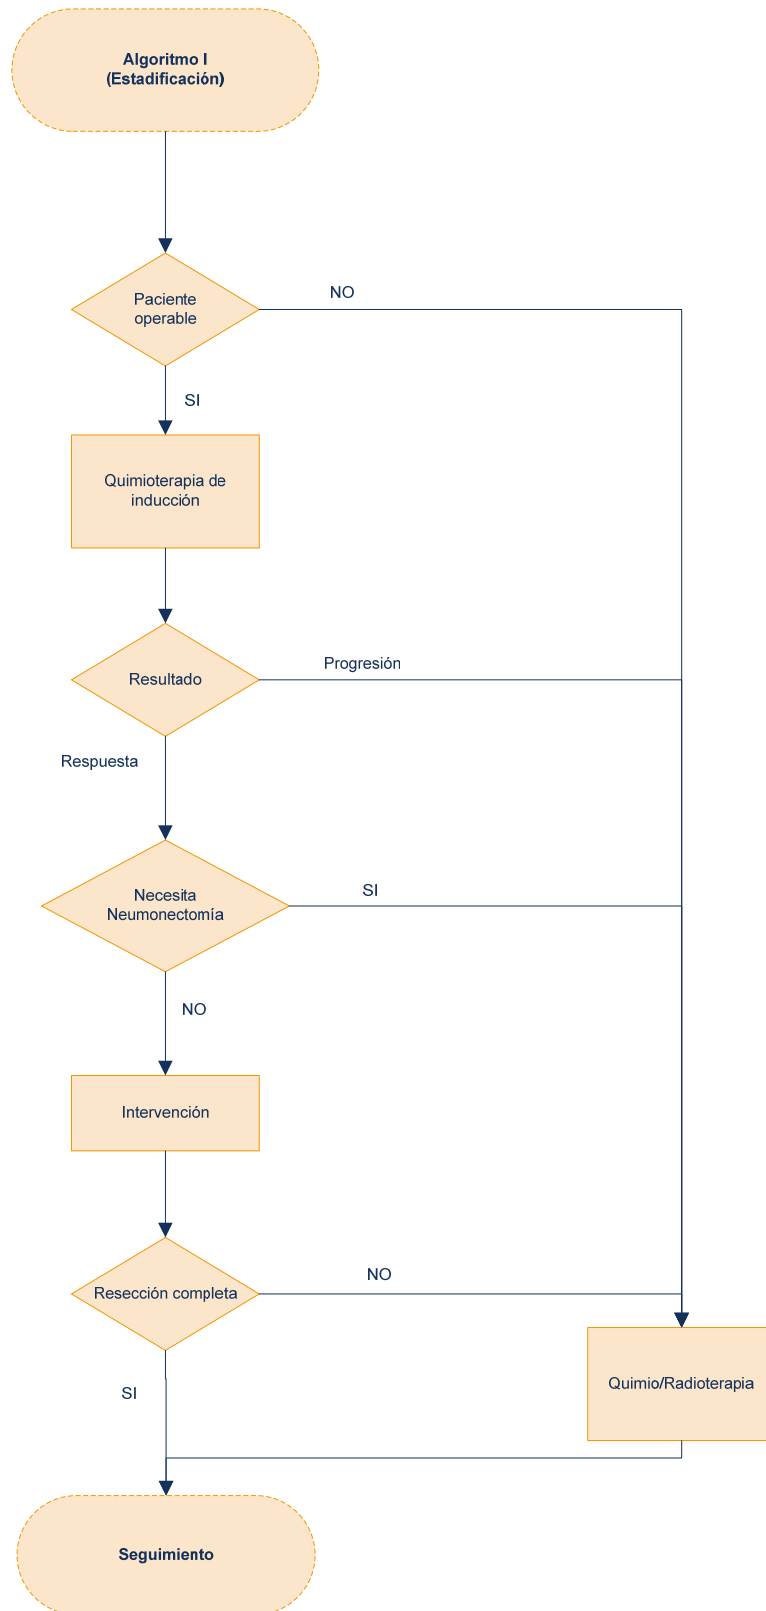 Algoritmo I
(Estadificación)
Paciente
operable
NO
SI
Quimioterapia de
inducción
Resultado
Progresión
Respuesta
Necesita
Neumonectomía
SI
NO
Intervención
Resección completa
NO
SI
Quimio/Radioterapia
Seguimiento